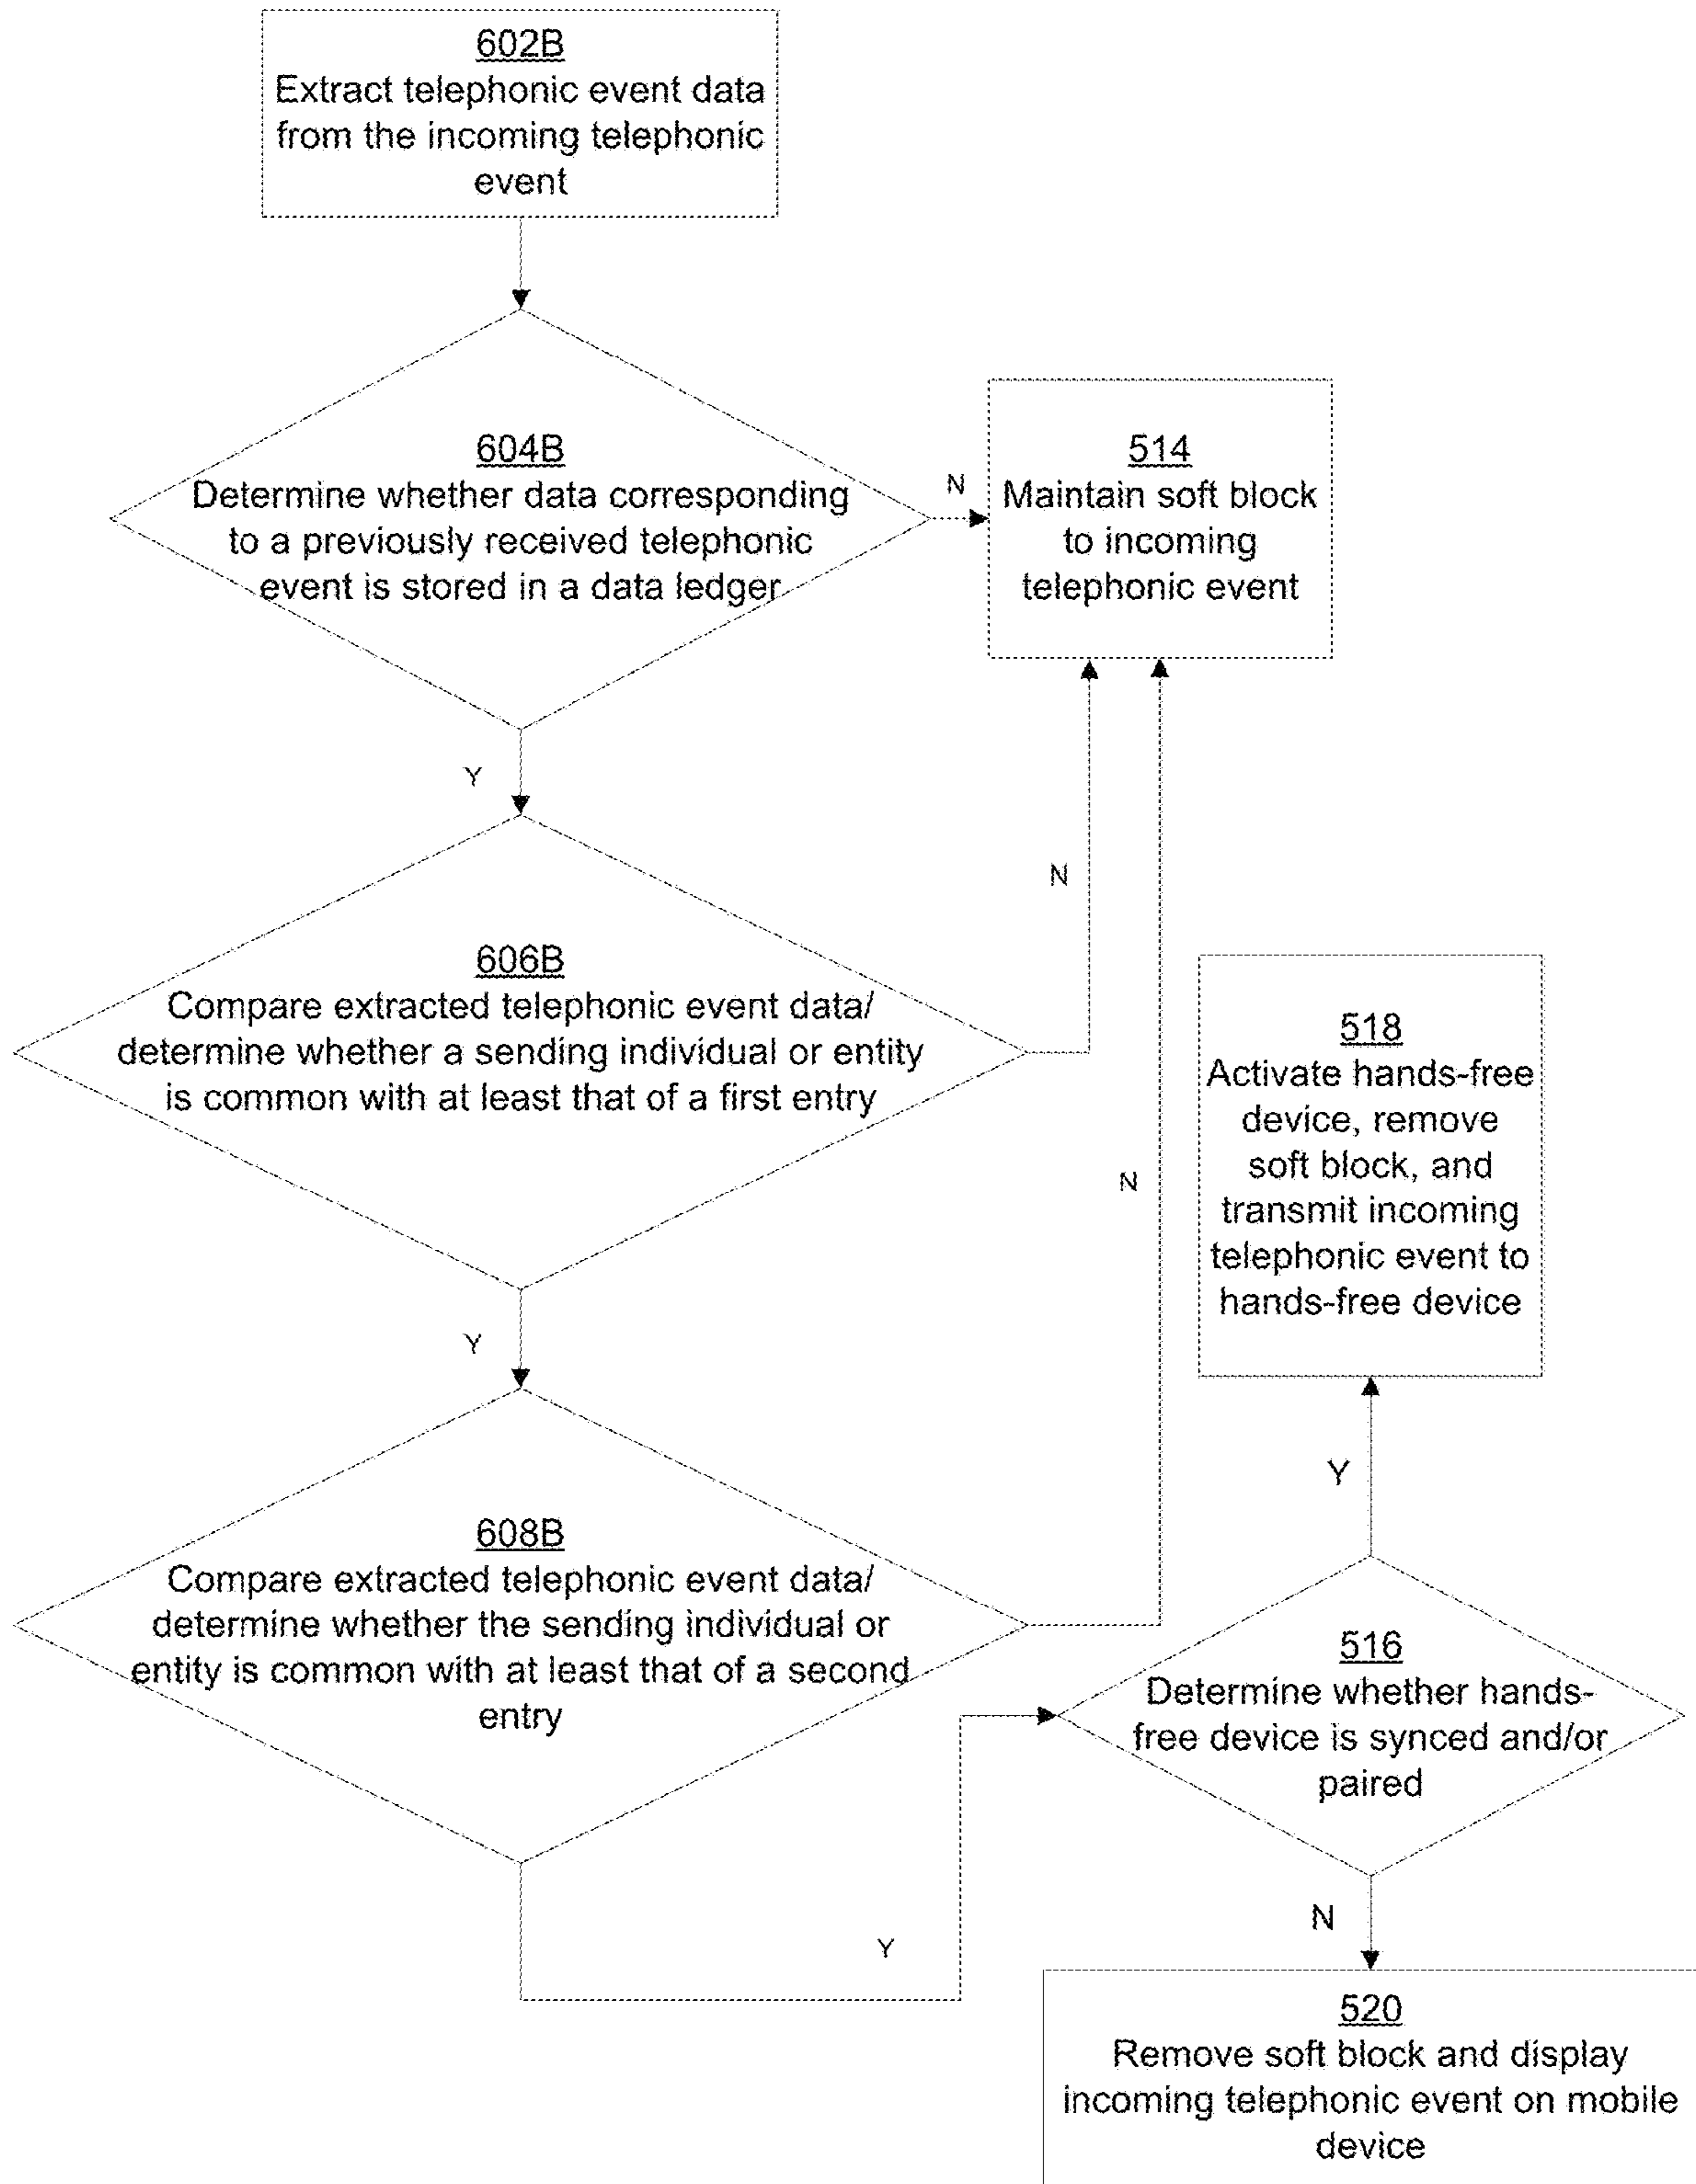 602B
Extract telephonic event data
from the incoming telephonic
event
604B
Determine whether data corresponding
to a previously received telephonic
event is stored in a data ledger
N
514
Maintain soft block
to incoming
telephonic event
Y
N
606B
Compare extracted telephonic event data/
determine whether a sending individual or entity
is common with at least that of a first entry
518
Activate hands-free
device, remove
soft block, and
transmit incoming
telephonic event to
hands-free device
N
Y
Y
608B
Compare extracted telephonic event data/
determine whether the sending individual or
entity is common with at least that of a second
entry
516
Determine whether hands-
free device is synced and/or
paired
N
Y
520
Remove soft block and display
incoming telephonic event on mobile
device